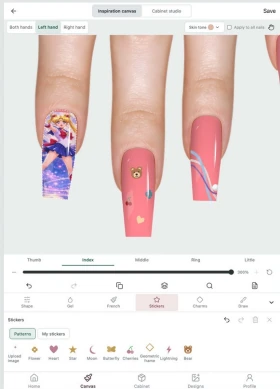 Inspiration canvas Cabinet studio Save
Both hands Left hand Right hand Skin tone Apply to all nails
Thumb Index Middle Ring Little
300%
Shape Gel French Stickers Charms Draw
Stickers
Patterns My stickers
Upload image Flower Heart Star Moon Butterfly Cherries Geometric frame Lightning Bear
Home Canvas Cabinet Designs Profile